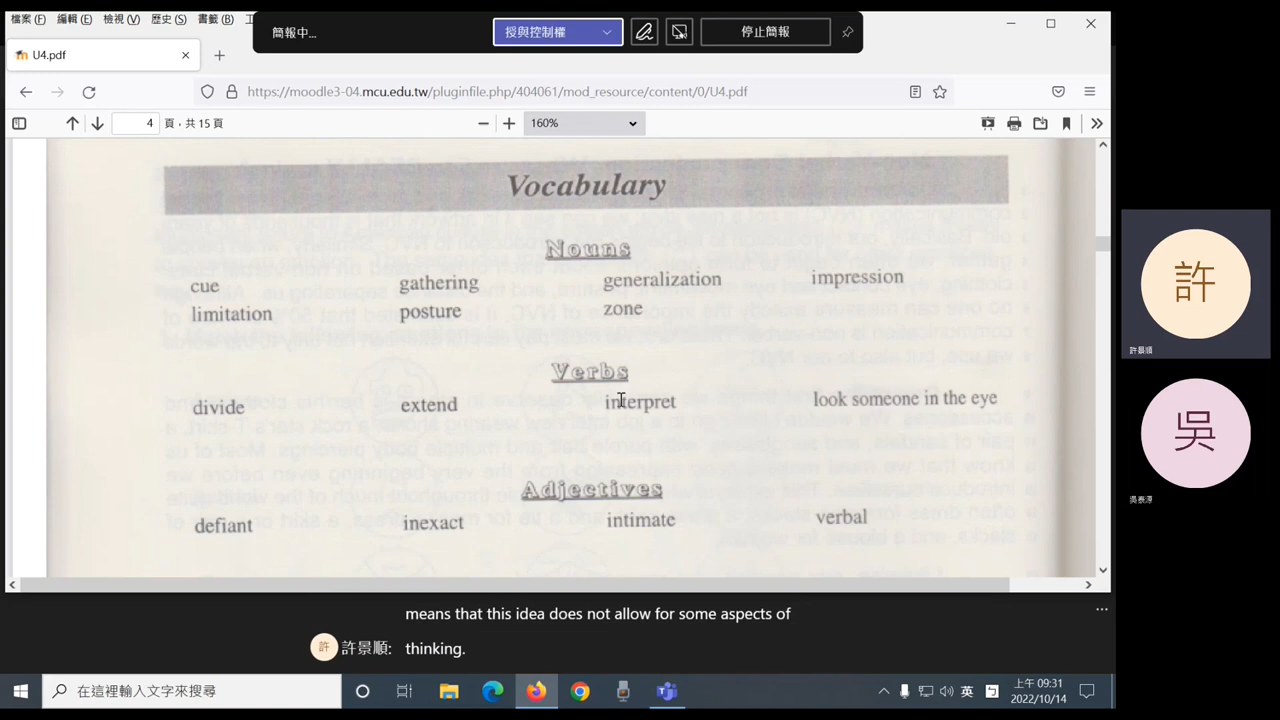 檔案(F) 編輯(E) 檢視(V) 歷史(S) 書籤(B)
簡報中...
授與控制權
停止簡報
U4.pdf
https://moodle3-04.mcu.edu.tw/pluginfile.php/404061/mod_resource/content/0/U4.pdf
4 頁，共 15 頁
160%
Vocabulary
Nouns
cue gathering generalization impression
limitation posture zone
Verbs
divide extend interpret look someone in the eye
Adjectives
defiant inexact intimate verbal
許
許景順
吳
means that this idea does not allow for some aspects of
許 許景順: thinking.
在這裡輸入文字來搜尋
英
上午 09:31
2022/10/14